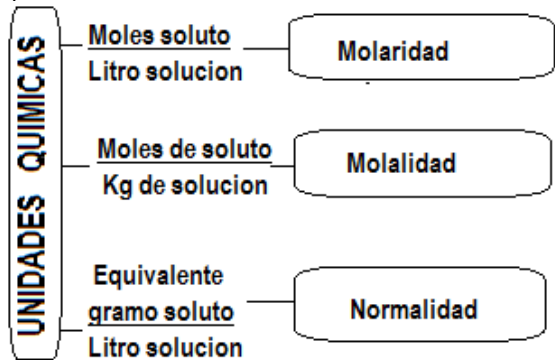 UNIDADES QUIMICAS
Moles soluto
Litro solucion
Molaridad
Moles de soluto
Kg de solucion
Molalidad
Equivalente
gramo soluto
Litro solucion
Normalidad